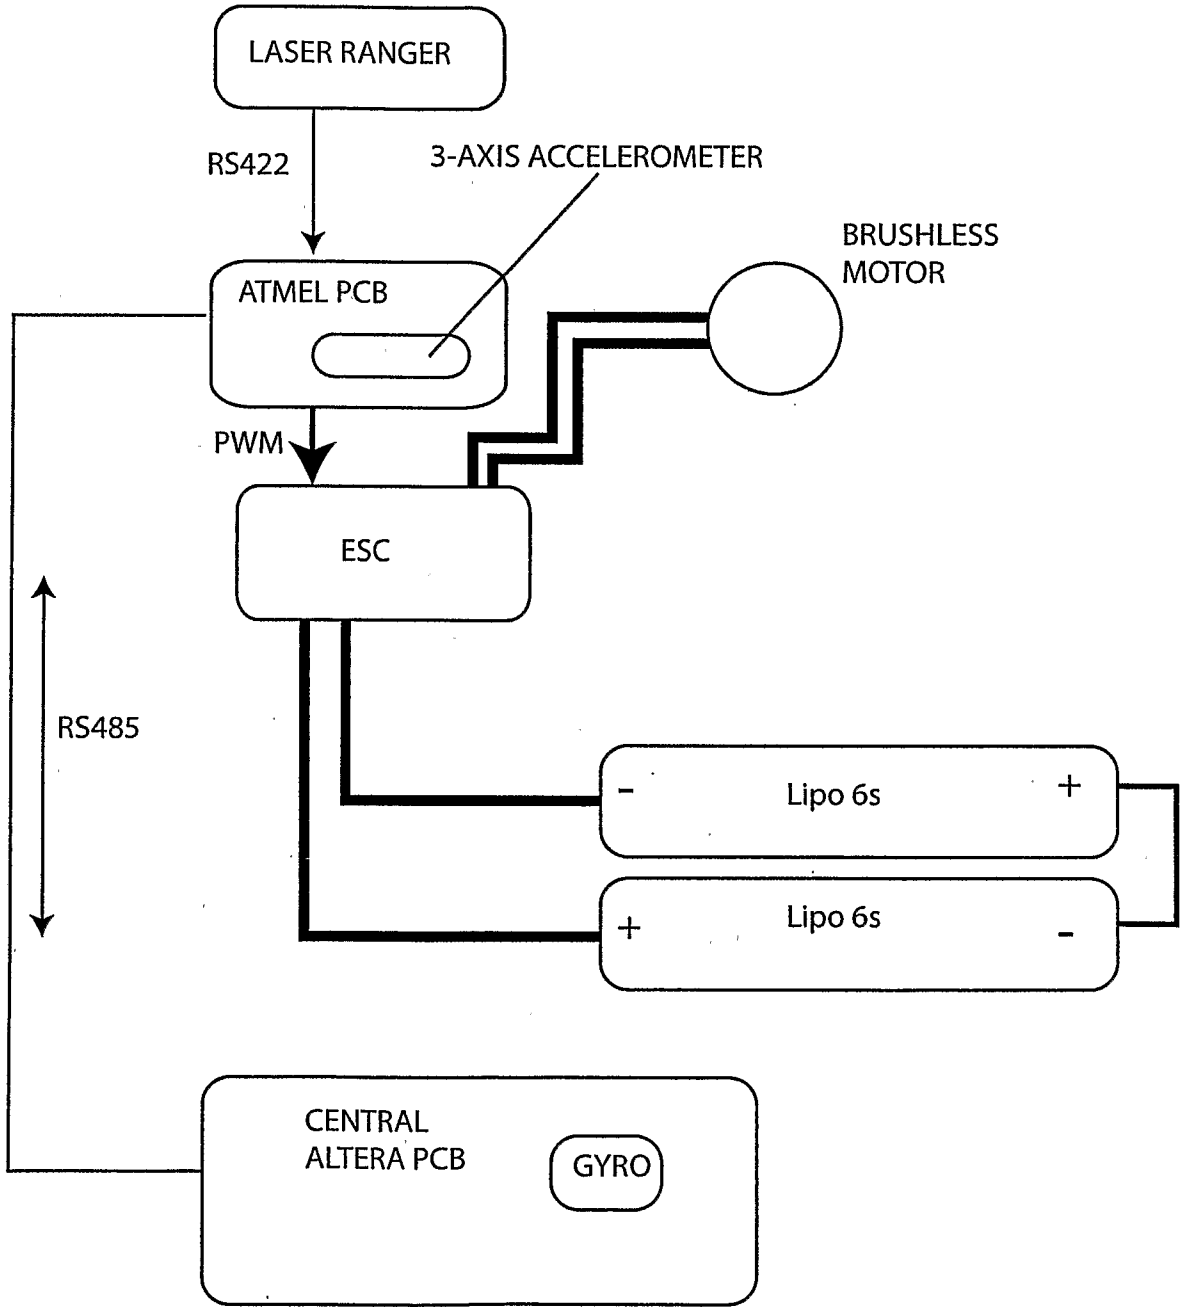 LASER RANGER
RS422
3-AXIS ACCELEROMETER
BRUSHLESS
MOTOR
ATMEL PCB
PWM
ESC
RS485
- Lipo 6s +
+ Lipo 6s -
CENTRAL
ALTERA PCB
GYRO